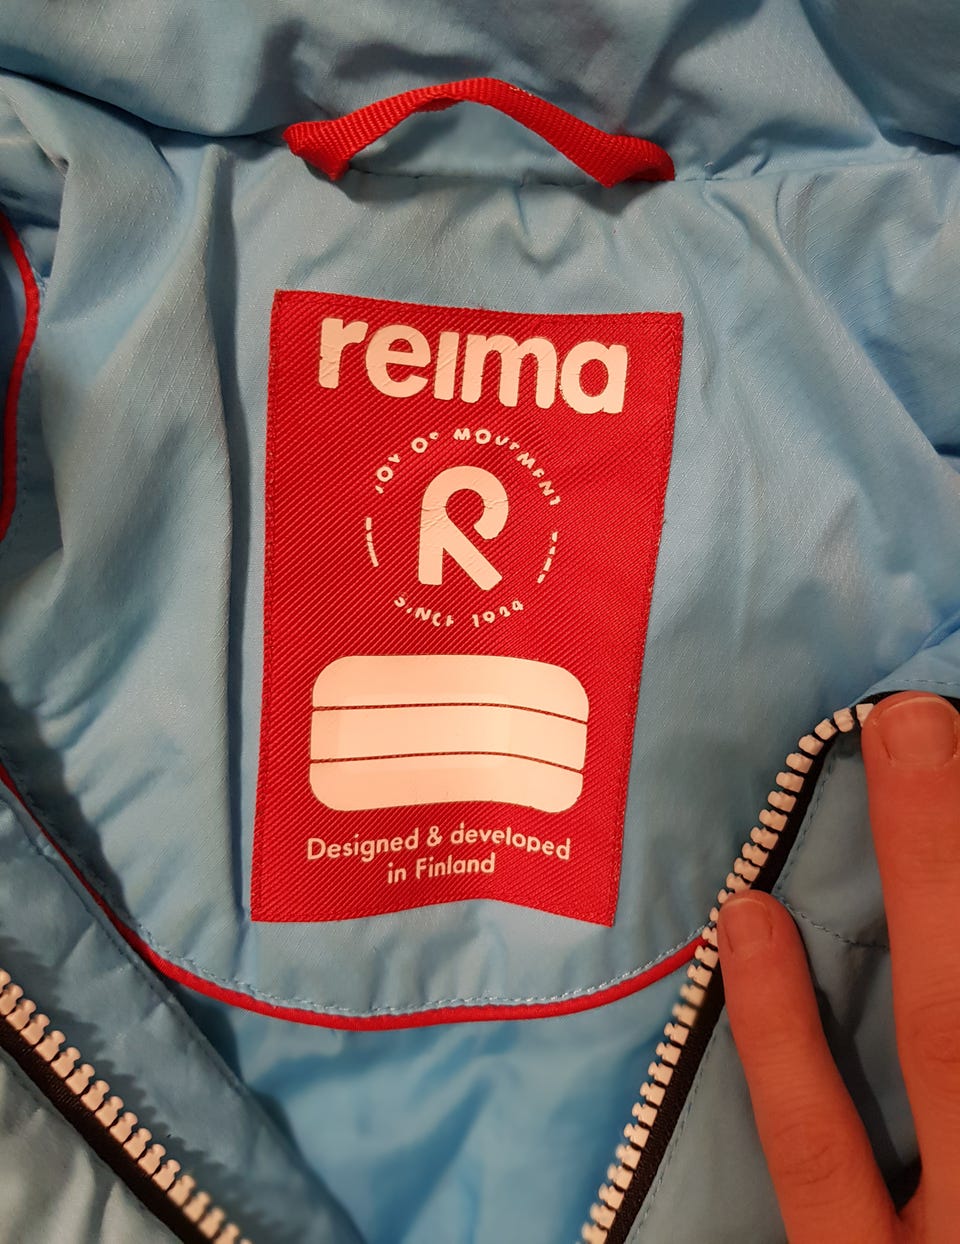 reima
JOY OF MOVEMENT
R
SINCE 1944
Designed & developed
in Finland